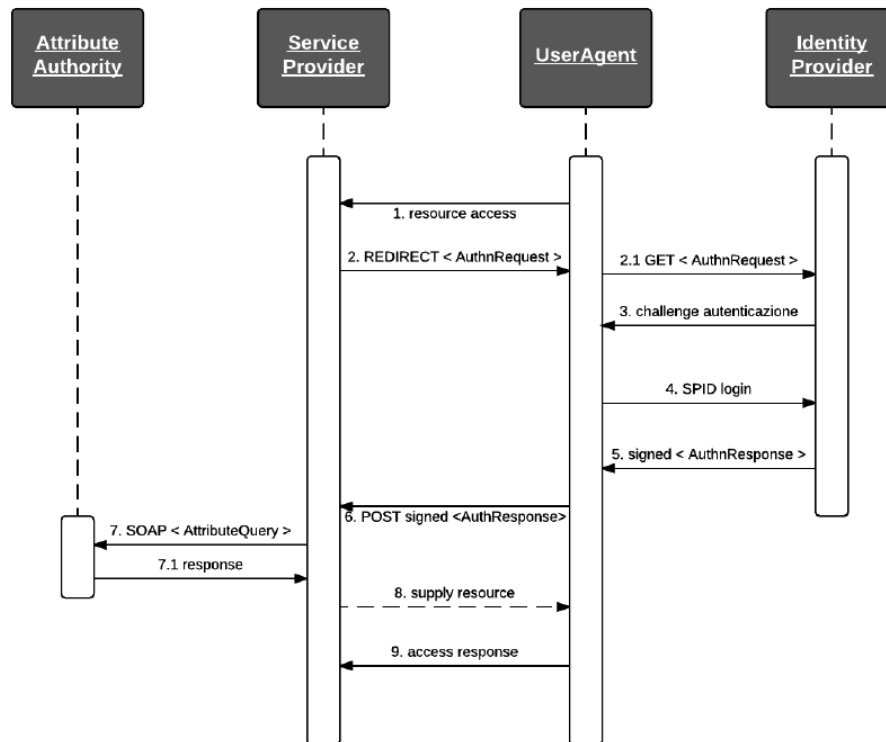 Attribute
Authority
Service
Provider
UserAgent
Identity
Provider
1. resource access
2. REDIRECT < AuthnRequest >
2.1 GET < AuthnRequest >
3. challenge autenticazione
4. SPID login
5. signed < AuthnResponse >
6. POST signed <AuthResponse>
7. SOAP < AttributeQuery >
7.1 response
8. supply resource
9. access response